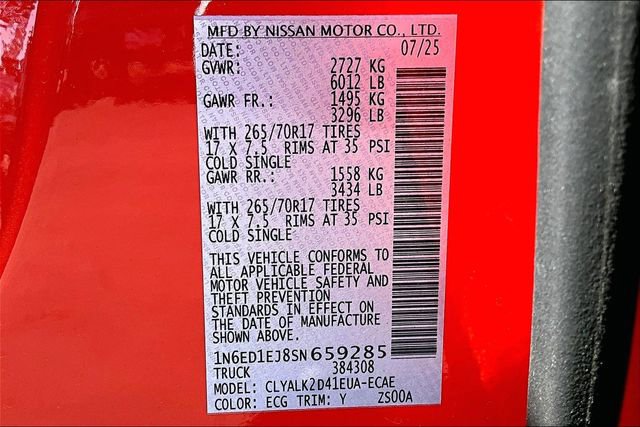 MFD BY NISSAN MOTOR CO., LTD.
DATE: 07/25
GVWR: 2727 KG
6012 LB
GAWR FR.: 1495 KG
3296 LB
WITH 265/70R17 TIRES
17 X 7.5 RIMS AT 35 PSI
COLD SINGLE
GAWR RR.: 1558 KG
3434 LB
WITH 265/70R17 TIRES
17 X 7.5 RIMS AT 35 PSI
COLD SINGLE
THIS VEHICLE CONFORMS TO
ALL APPLICABLE FEDERAL
MOTOR VEHICLE SAFETY AND
THEFT PREVENTION
STANDARDS IN EFFECT ON
THE DATE OF MANUFACTURE
SHOWN ABOVE.
1N6ED1EJ8SN659285
TRUCK 384308
MODEL: CLYALK2D41EUA-ECAE
COLOR: ECG TRIM: Y ZS00A